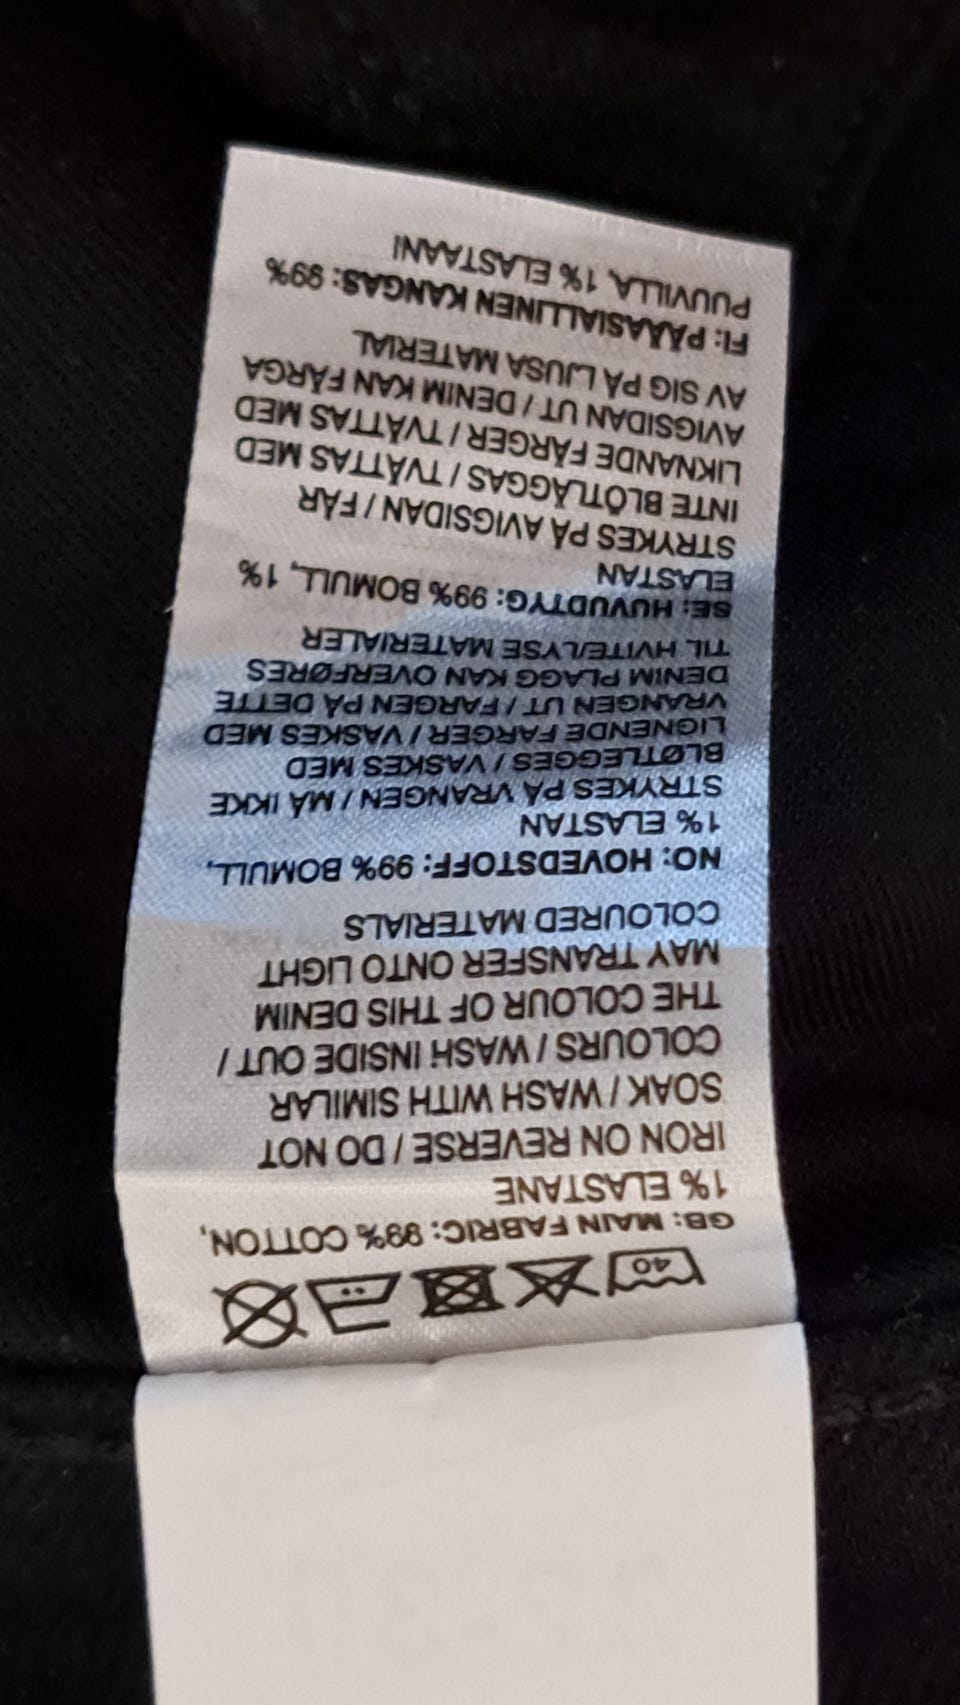 40
GB: MAIN FABRIC: 99% COTTON,
1% ELASTANE
IRON ON REVERSE / DO NOT
SOAK / WASH WITH SIMILAR
COLOURS / WASH INSIDE OUT /
THE COLOUR OF THIS DENIM
MAY TRANSFER ONTO LIGHT
COLOURED MATERIALS
NO: HOVEDSTOFF: 99% BOMULL,
1% ELASTAN
STRYKES PÅ VRANGEN / MÅ IKKE
BLØTLEGGES / VASKES MED
LIGNENDE FARGER / VASKES MED
VRANGEN UT / FARGEN PÅ DETTE
DENIM PLAGG KAN OVERFØRES
TIL HVITE/LYSE MATERIALER
SE: HUVUDTYG: 99% BOMULL, 1%
ELASTAN
STRYKES PÅ AVIGSIDAN / FÅR
INTE BLÖTLÄGGAS / TVÄTTAS MED
LIKNANDE FÄRGER / TVÄTTAS MED
AVIGSIDAN UT / DENIM KAN FÄRGA
AV SIG PÅ LJUSA MATERIAL
FI: PÄÄASIALLINEN KANGAS: 99%
PUUVILLA, 1% ELASTAANI